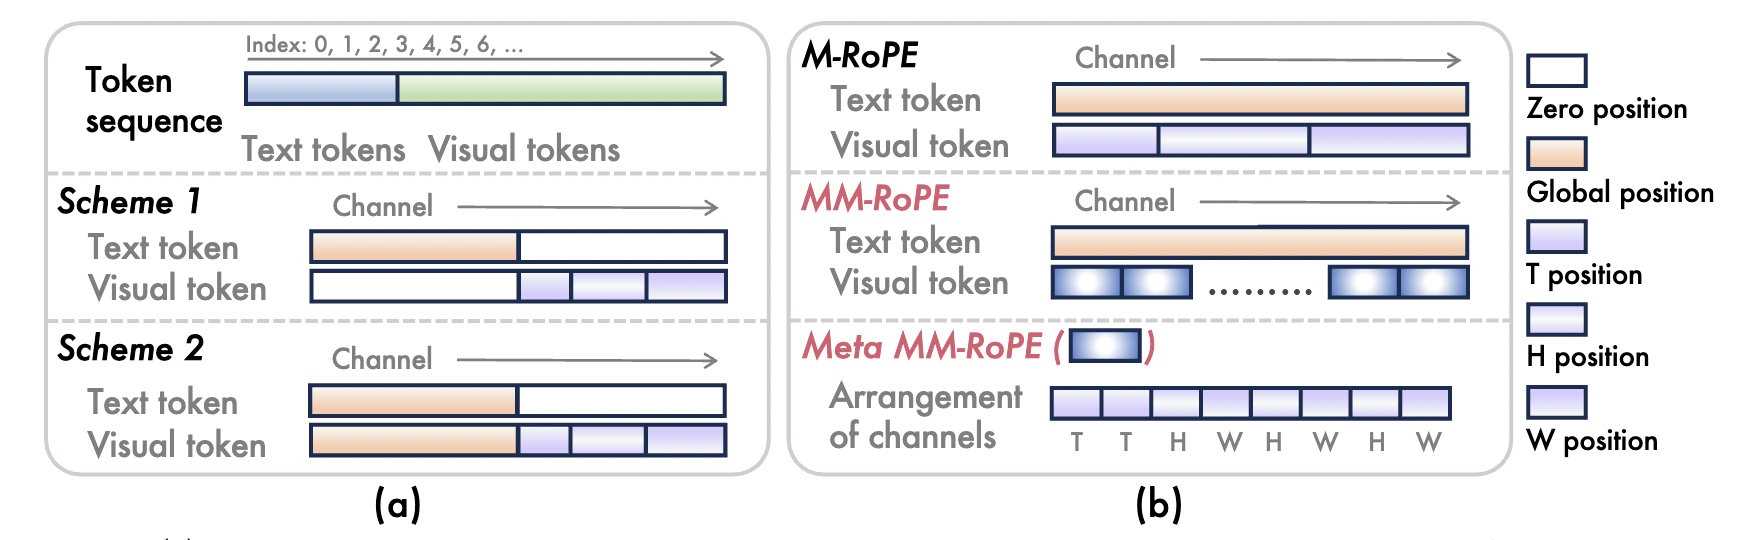 Index: 0, 1, 2, 3, 4, 5, 6, ...
Token
sequence
Text tokens Visual tokens
Scheme 1
Channel
Text token
Visual token
Scheme 2
Channel
Text token
Visual token
(a)
M-RoPE
Channel
Text token
Visual token
MM-RoPE
Channel
Text token
Visual token
.........
Meta MM-RoPE ( )
Arrangement
of channels
T T H W H W H W
(b)
Zero position
Global position
T position
H position
W position